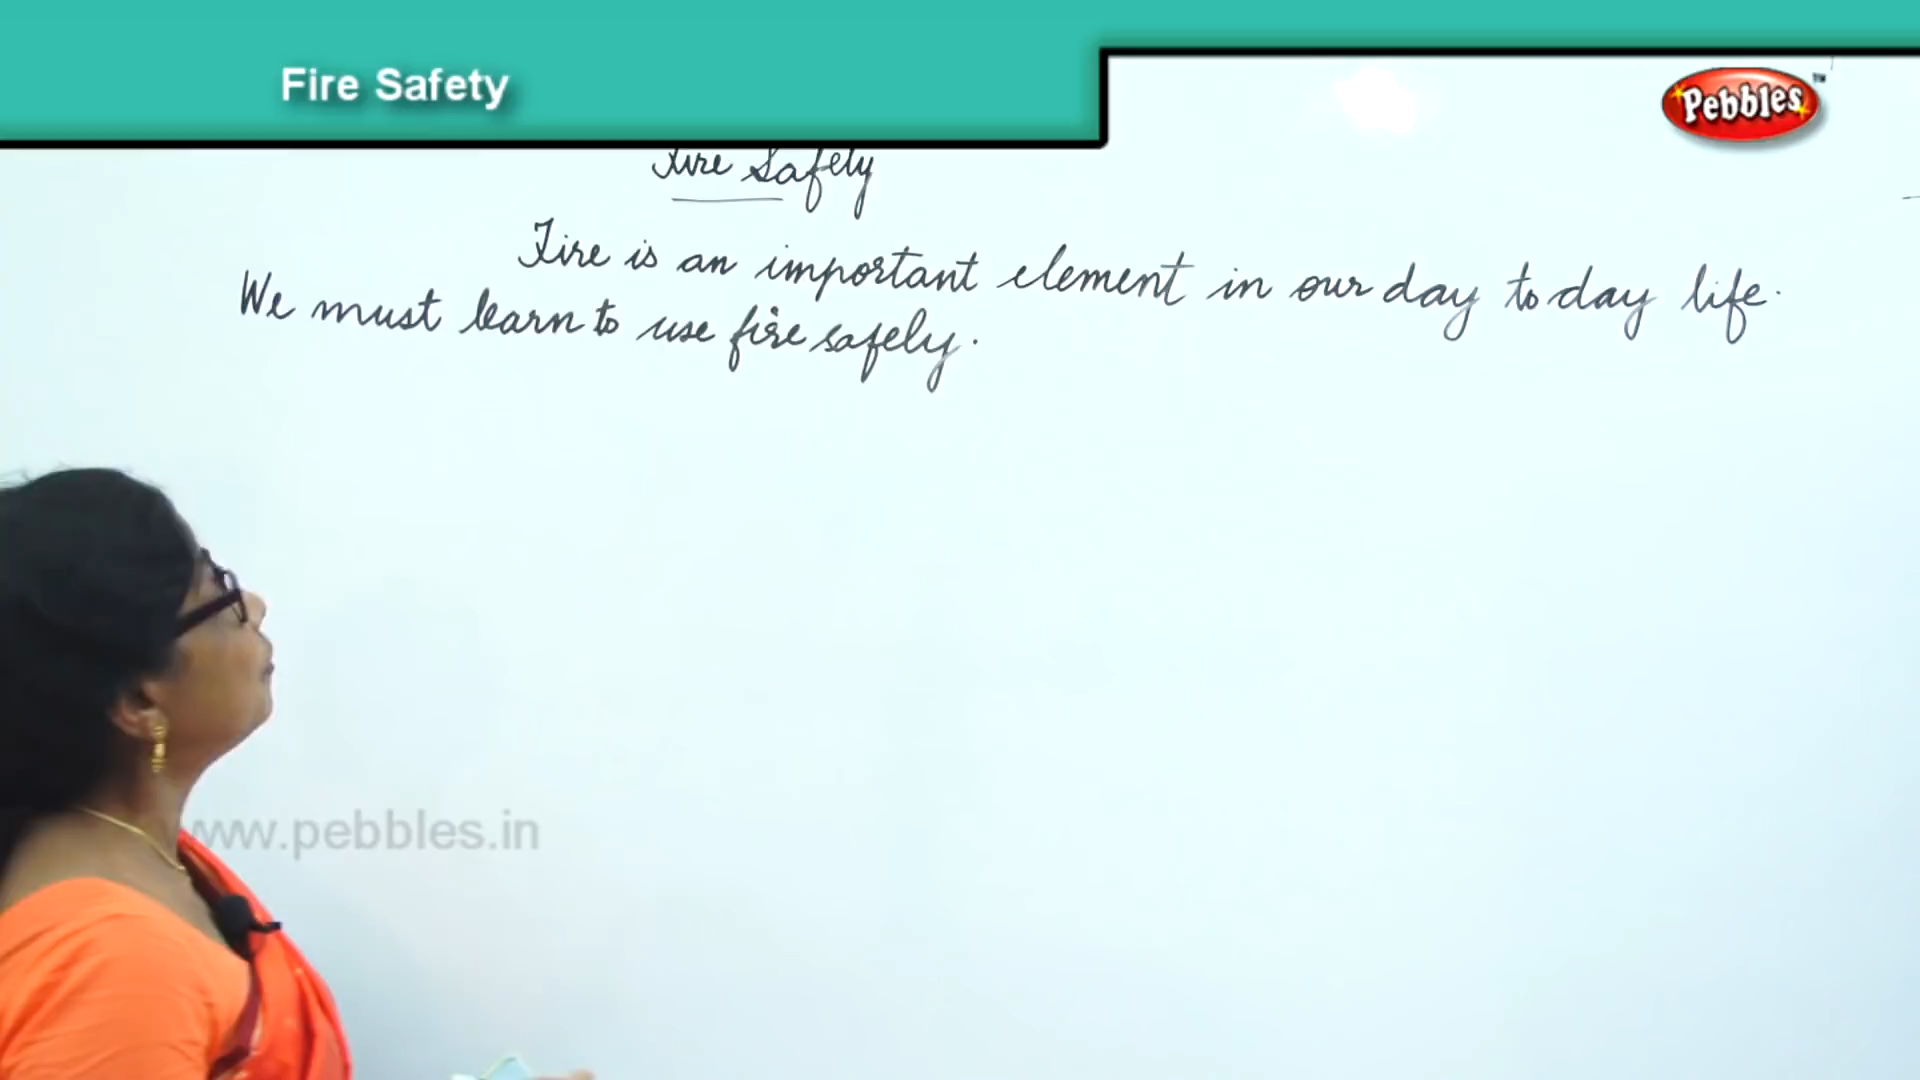 Fire Safety
Pebbles™
Fire Safety
Fire is an important element in our day to day life.
We must learn to use fire safely.
www.pebbles.in